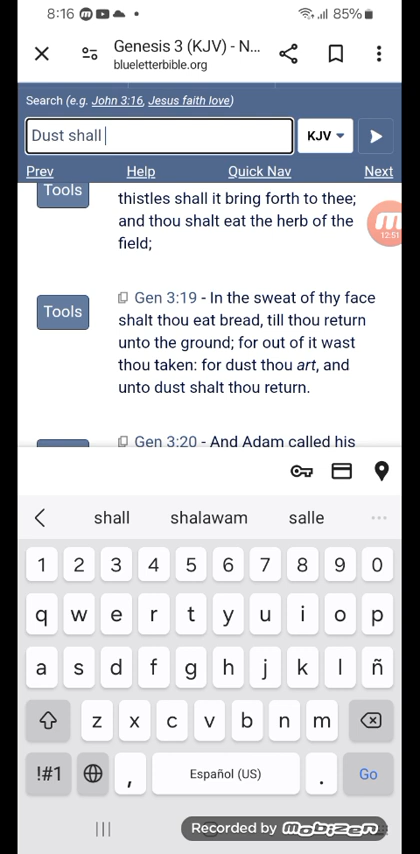 8:16 85%
Genesis 3 (KJV) - N...
blueletterbible.org
Search (e.g. John 3:16, Jesus faith love)
Dust shall KJV
Prev Help Quick Nav Next
Tools
thistles shall it bring forth to thee;
and thou shalt eat the herb of the
field;
12:51
Tools
Gen 3:19 - In the sweat of thy face
shalt thou eat bread, till thou return
unto the ground; for out of it wast
thou taken: for dust thou art, and
unto dust shalt thou return.
Gen 3:20 - And Adam called his
shall shalawam salle
1 2 3 4 5 6 7 8 9 0
q w e r t y u i o p
a s d f g h j k l ñ
z x c v b n m
!#1 , Español (US) . Go
Recorded by mobizen